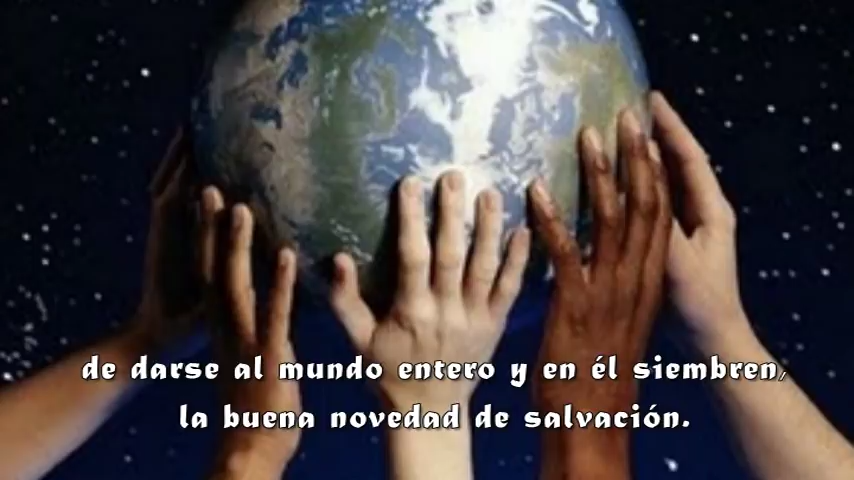 de darse al mundo entero y en él siembren,
la buena novedad de salvación.